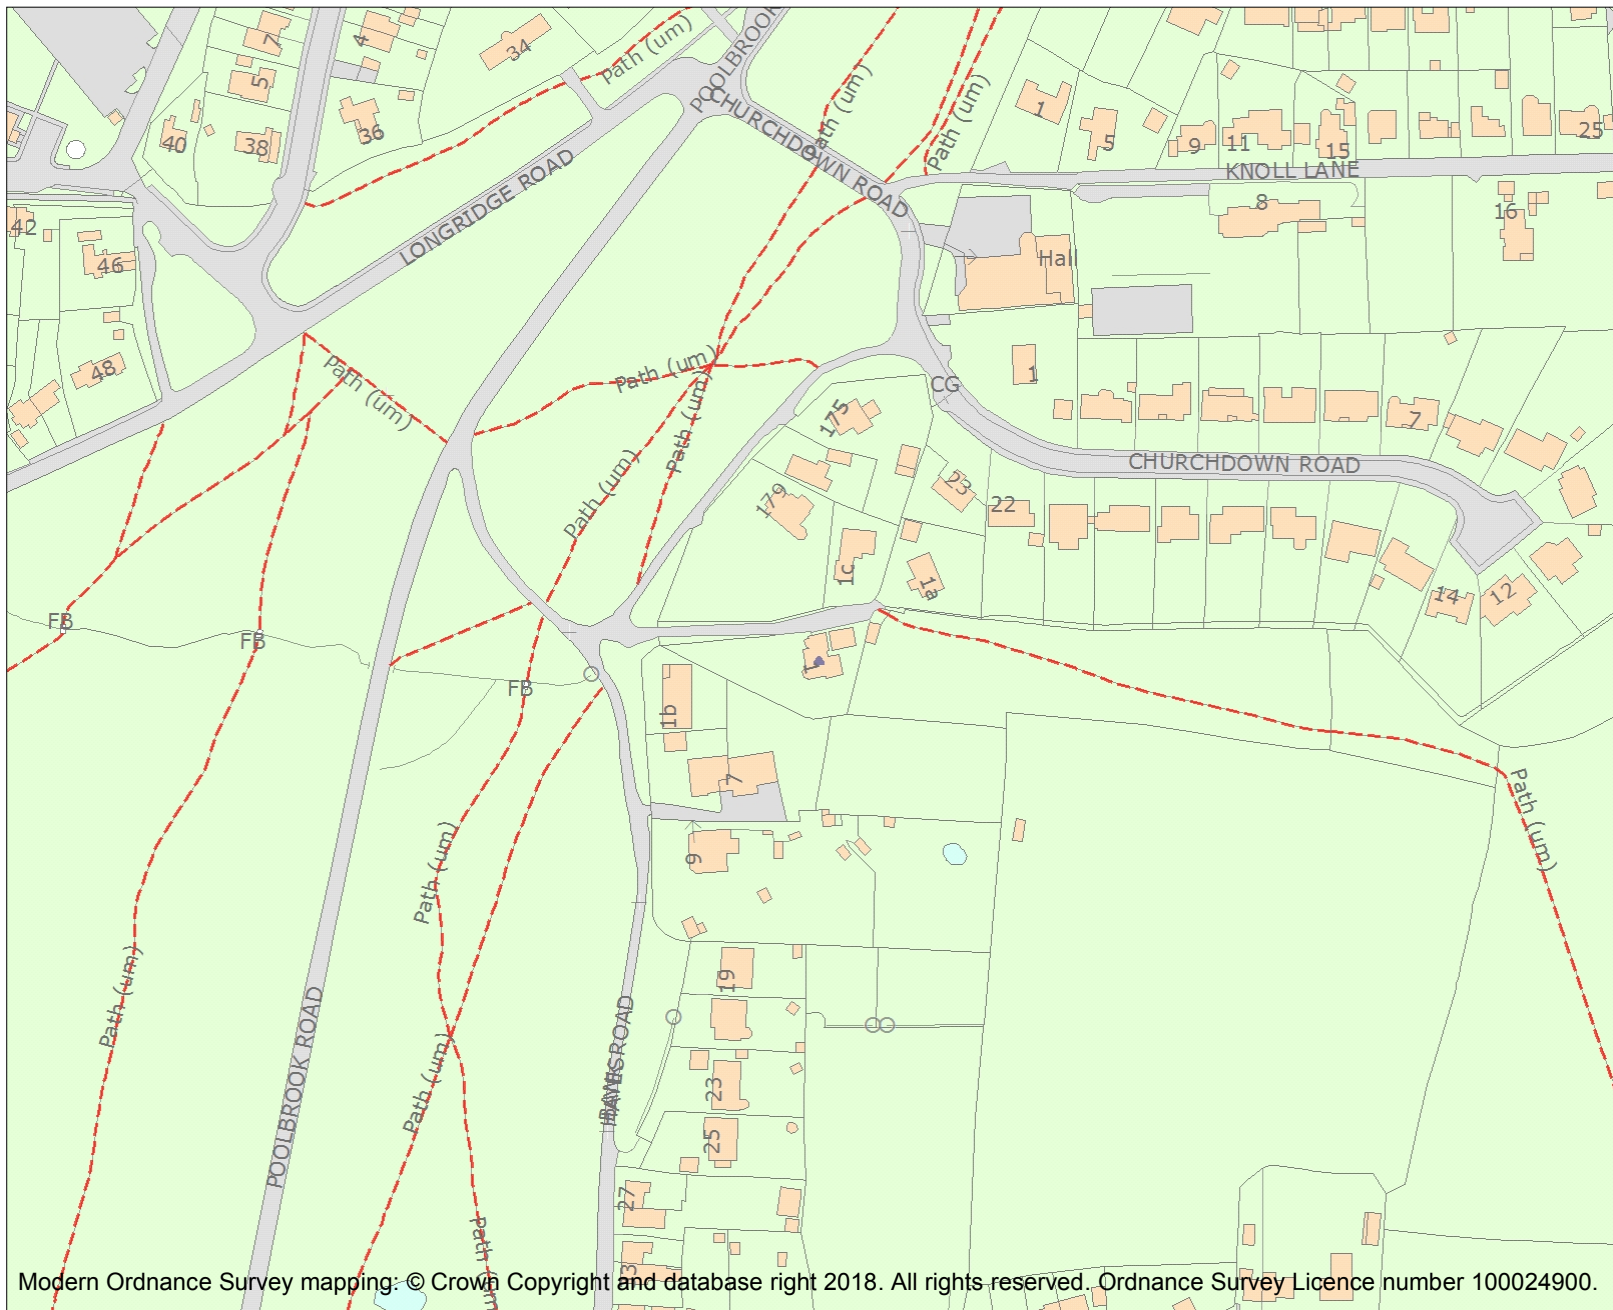 7
4
34
Path (um)
POOLBROOK
5
36
40
38
LONGRIDGE ROAD
CHURCHDOWN ROAD
Path (um)
Path (um)
1
5
9
11
15
25
KNOLL LANE
8
16
42
46
48
Hall
Path (um)
Path (um)
Path (um)
Path (um)
CG
1
7
175
179
CHURCHDOWN ROAD
23
22
1c
1a
14
12
FB
FB
FB
1
1b
7
9
Path (um)
Path (um)
Path (um)
Path (um)
POOLBROOK ROAD
19
23
25
27
Path (um)
Modern Ordnance Survey mapping: © Crown Copyright and database right 2018. All rights reserved. Ordnance Survey Licence number 100024900.